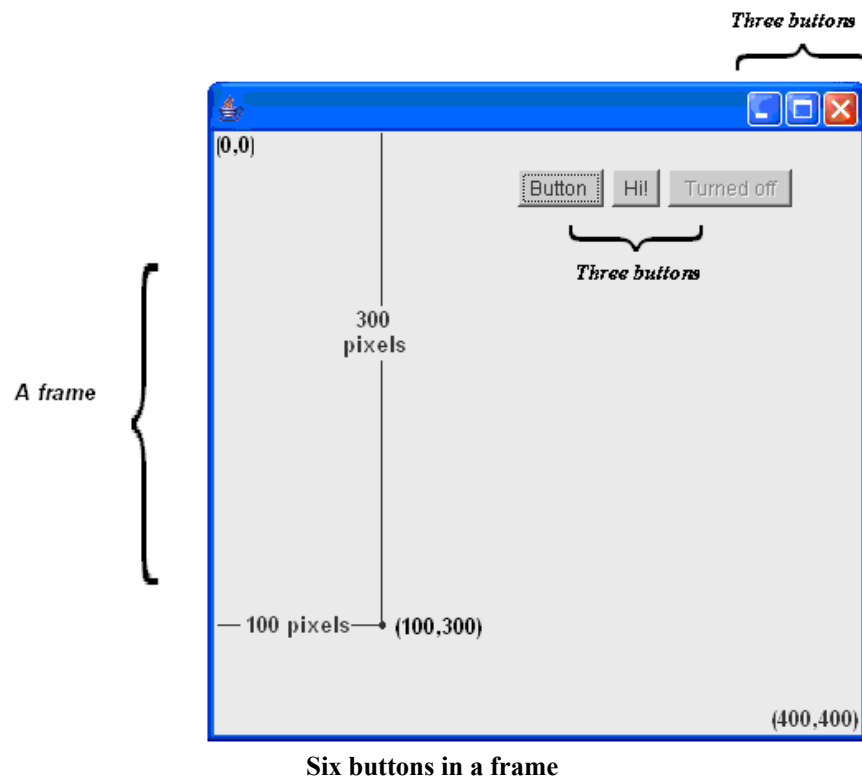 Three buttons
(0,0)
Button Hi! Turned off
Three buttons
300
pixels
A frame
100 pixels (100,300)
(400,400)
Six buttons in a frame